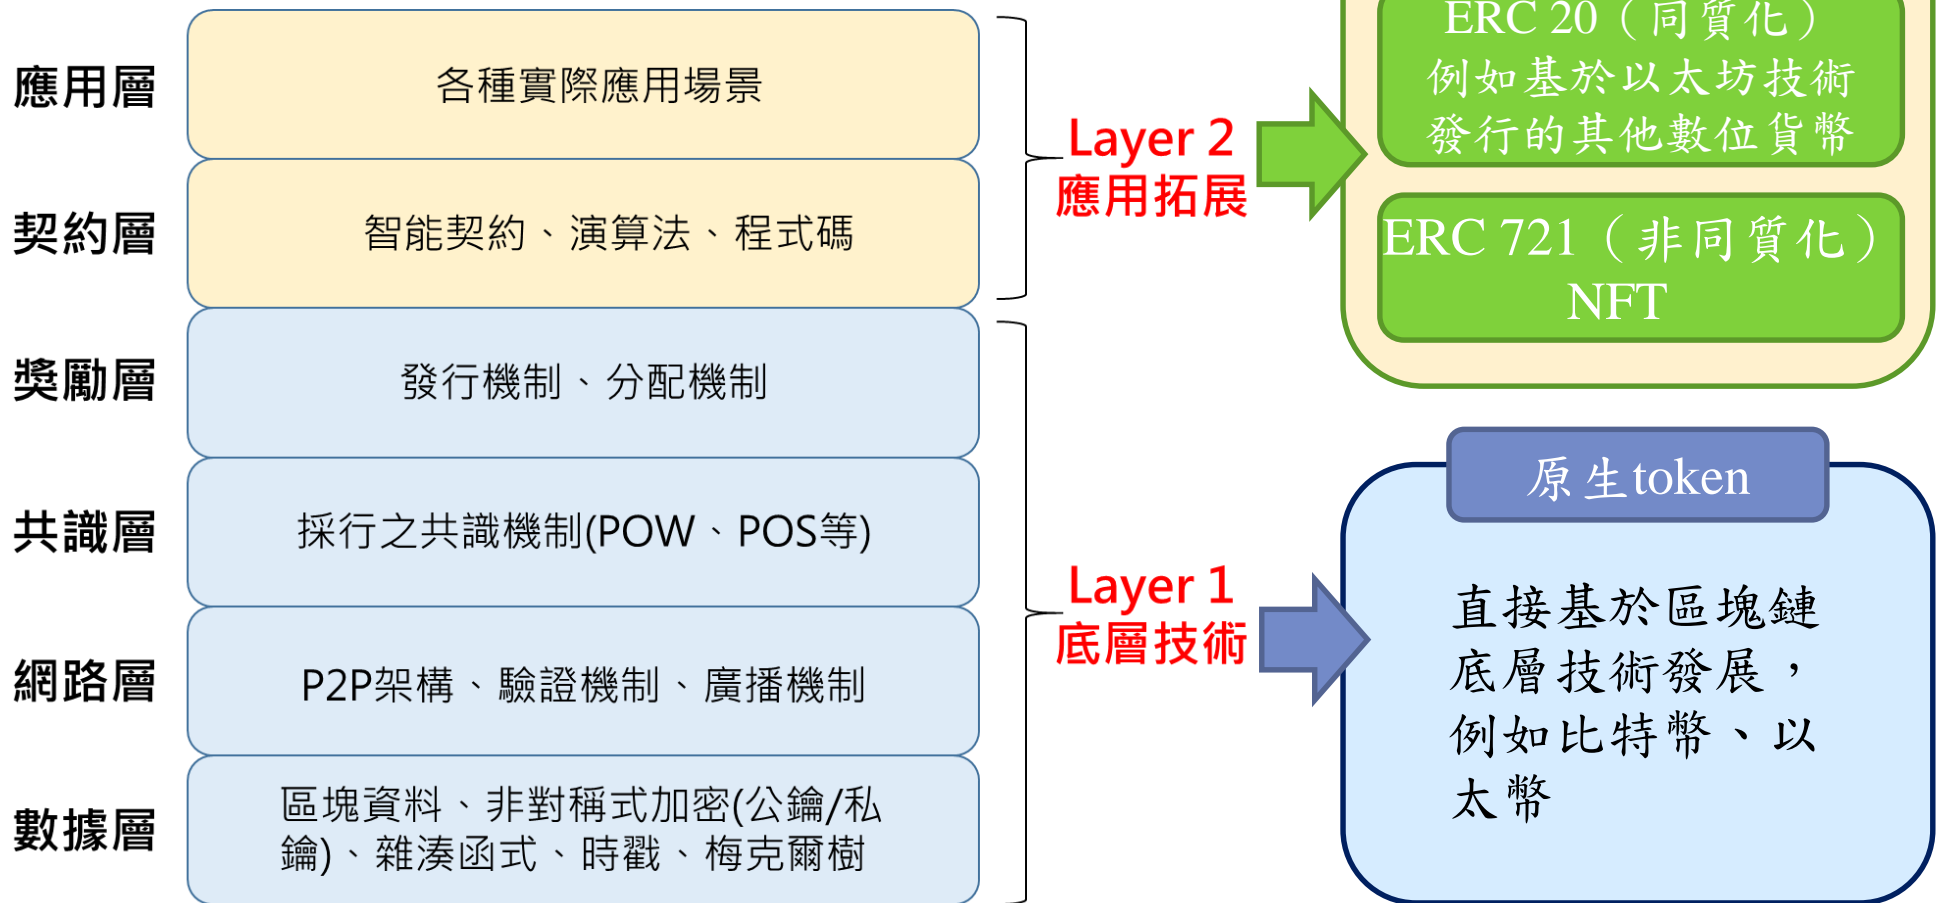 應用層
各種實際應用場景
契約層
智能契約、演算法、程式碼
獎勵層
發行機制、分配機制
共識層
採行之共識機制(POW、POS等)
網路層
P2P架構、驗證機制、廣播機制
數據層
區塊資料、非對稱式加密(公鑰/私
鑰)、雜湊函式、時戳、梅克爾樹
Layer 2
應用拓展
Layer 1
底層技術
ERC 20（同質化）
例如基於以太坊技術
發行的其他數位貨幣
ERC 721（非同質化）
NFT
原生token
直接基於區塊鏈
底層技術發展，
例如比特幣、以
太幣